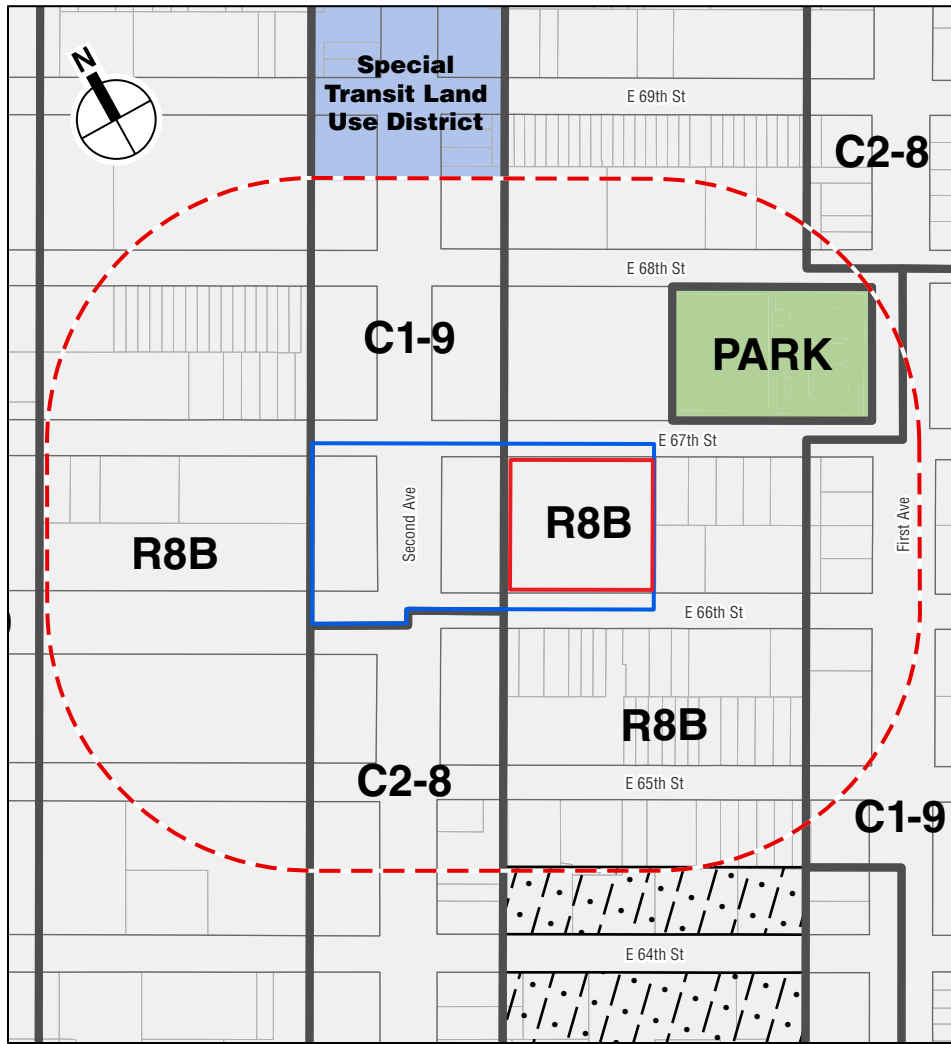 N
Special
Transit Land
Use District
E 69th St
C2-8
E 68th St
C1-9
PARK
E 67th St
Second Ave
R8B
First Ave
R8B
E 66th St
R8B
C2-8
E 65th St
C1-9
E 64th St